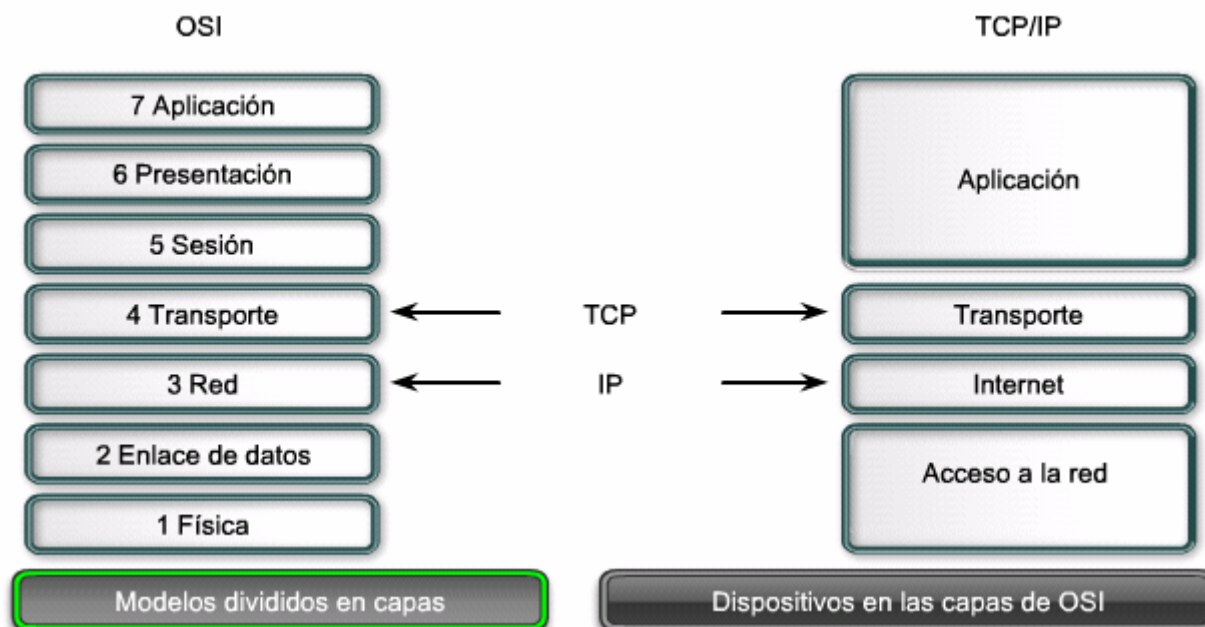 OSI
TCP/IP
7 Aplicación
6 Presentación
5 Sesión
Aplicación
4 Transporte
TCP
Transporte
3 Red
IP
Internet
2 Enlace de datos
1 Física
Acceso a la red
Modelos divididos en capas
Dispositivos en las capas de OSI